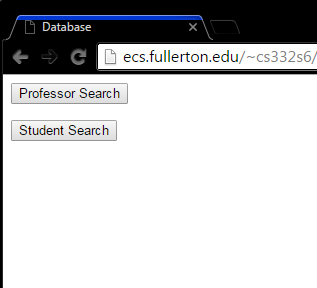 Database
ecs.fullerton.edu/~cs332s6/
Professor Search
Student Search